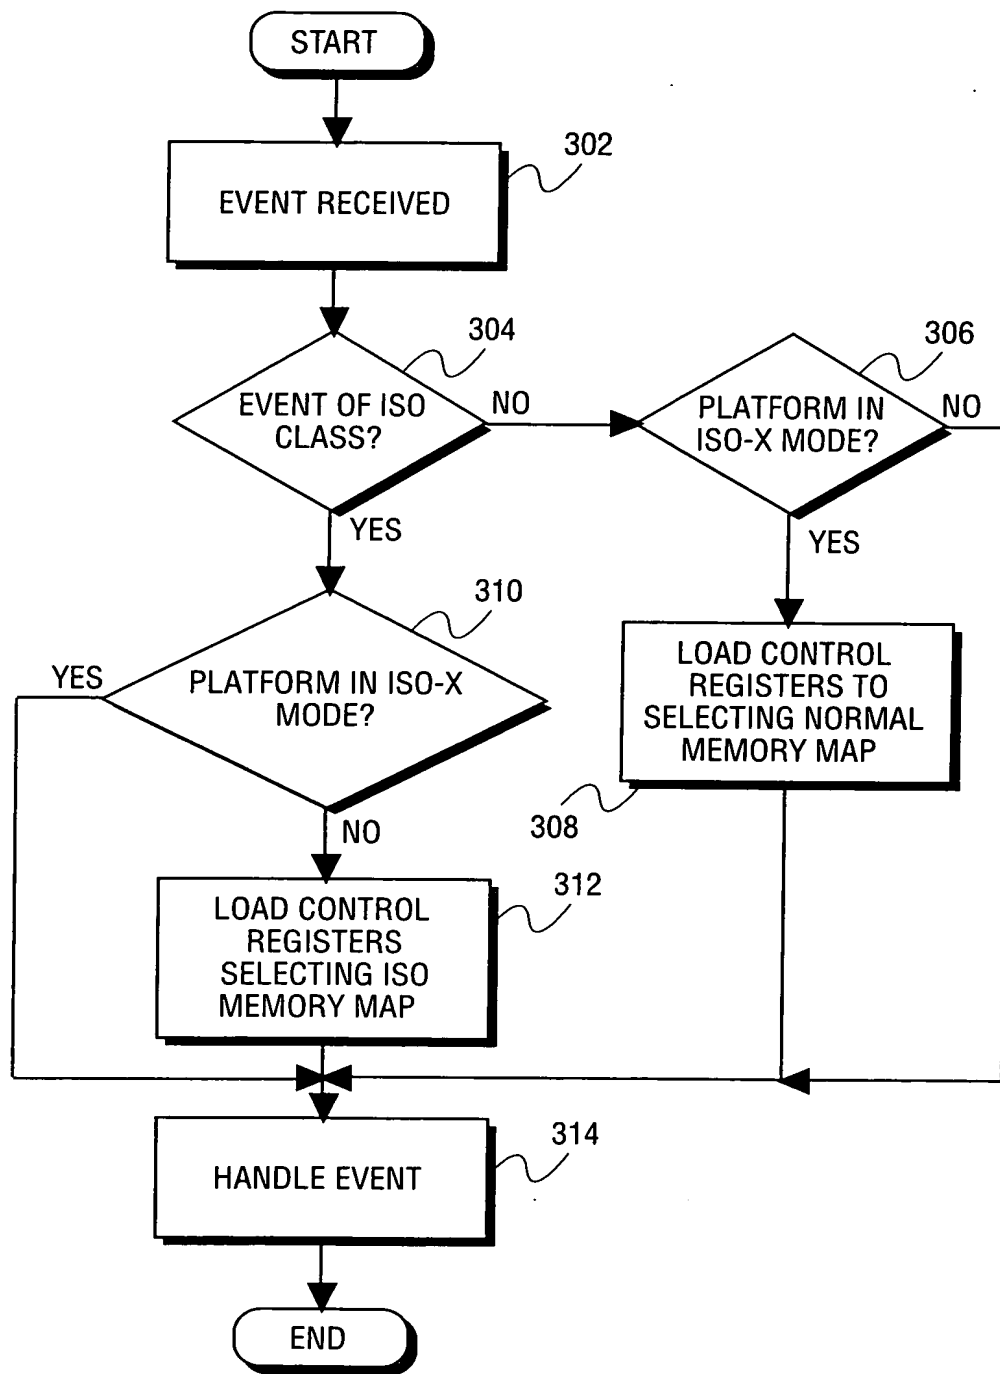 START
302
EVENT RECEIVED
304
EVENT OF ISO
CLASS?
NO
YES
306
PLATFORM IN
ISO-X MODE?
NO
YES
310
PLATFORM IN ISO-X
MODE?
YES
NO
LOAD CONTROL
REGISTERS TO
SELECTING NORMAL
MEMORY MAP
308
312
LOAD CONTROL
REGISTERS
SELECTING ISO
MEMORY MAP
314
HANDLE EVENT
END